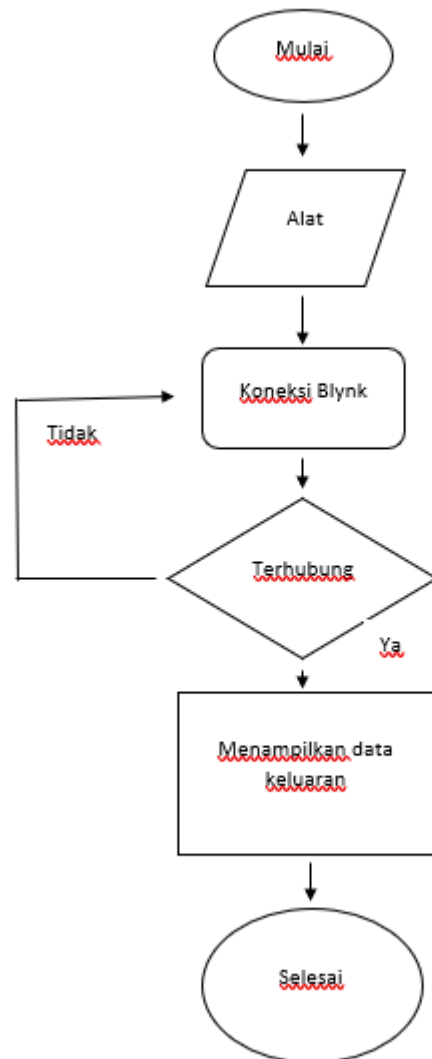 Mulai
Alat
Koneksi Blynk
Tidak
Terhubung
Ya
Menampilkan data
keluaran
Selesai